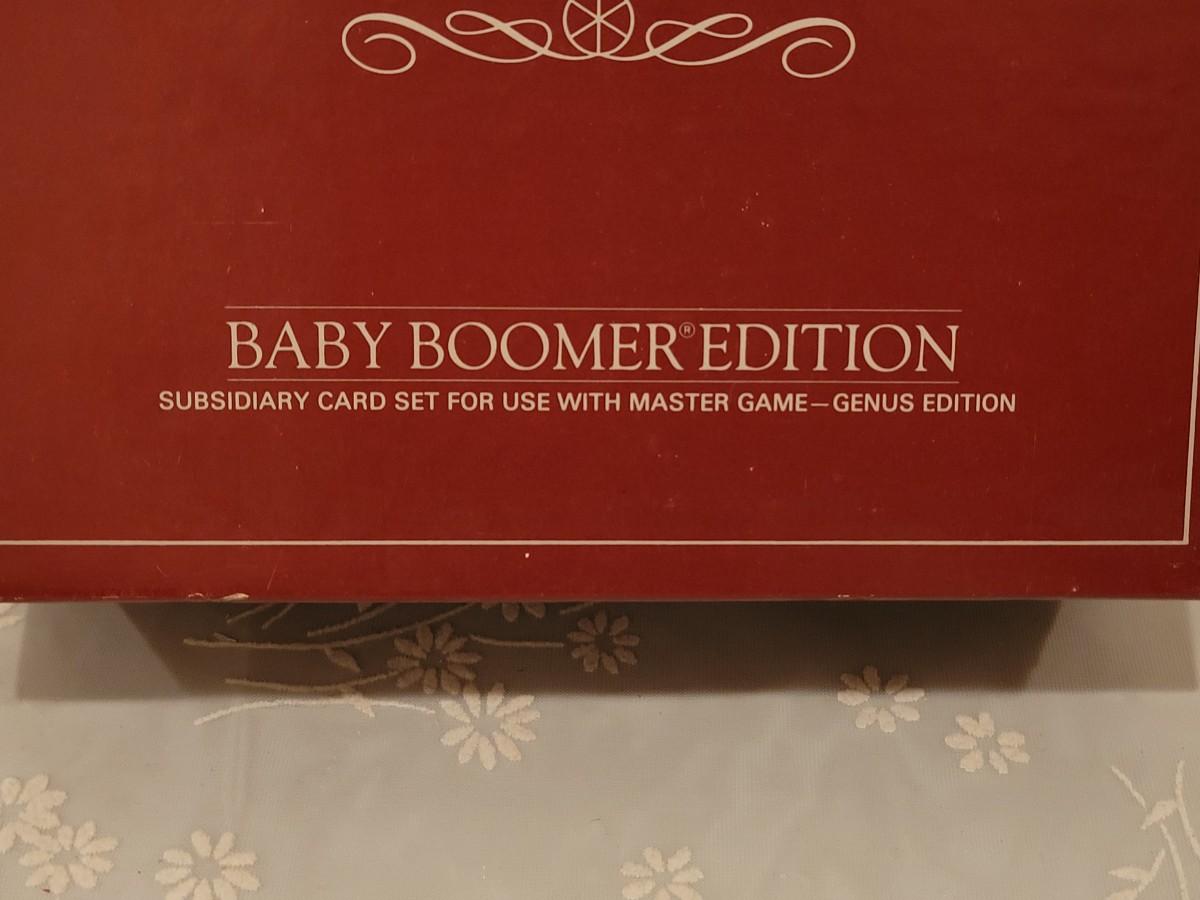 BABY BOOMER® EDITION
SUBSIDIARY CARD SET FOR USE WITH MASTER GAME—GENUS EDITION